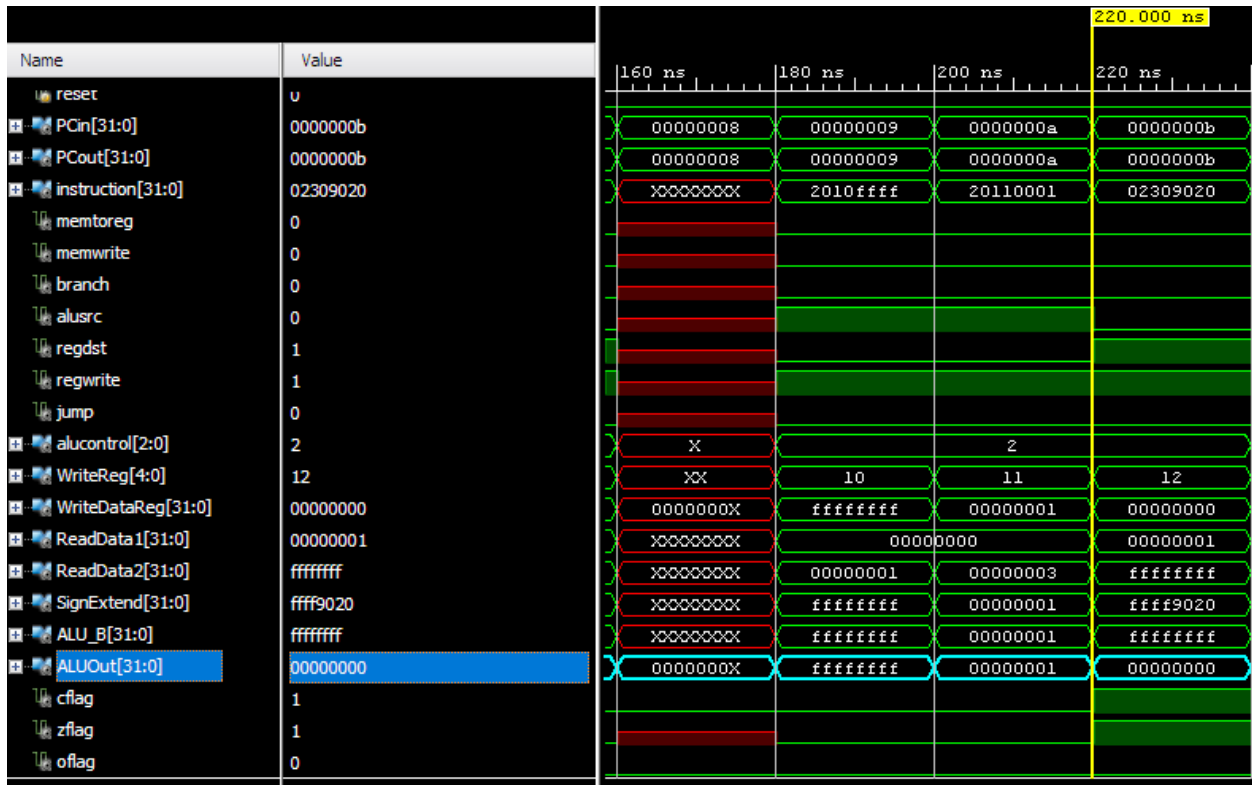 220.000 ns
Name Value
160 ns 180 ns 200 ns 220 ns
reset 0
PCin[31:0] 0000000b 00000008 00000009 0000000a 0000000b
PCout[31:0] 0000000b 00000008 00000009 0000000a 0000000b
instruction[31:0] 02309020 XXXXXXXX 2010ffff 20110001 02309020
memtoreg 0
memwrite 0
branch 0
alusrc 0
regdst 1
regwrite 1
jump 0
alucontrol[2:0] 2 X 2
WriteReg[4:0] 12 XX 10 11 12
WriteDataReg[31:0] 00000000 0000000X ffffffff 00000001 00000000
ReadData1[31:0] 00000001 XXXXXXXX 00000000 00000001
ReadData2[31:0] ffffffff XXXXXXXX 00000001 00000003 ffffffff
SignExtend[31:0] ffff9020 XXXXXXXX ffffffff 00000001 ffff9020
ALU_B[31:0] ffffffff XXXXXXXX ffffffff 00000001 ffffffff
ALUOut[31:0] 00000000 0000000X ffffffff 00000001 00000000
cflag 1
zflag 1
oflag 0